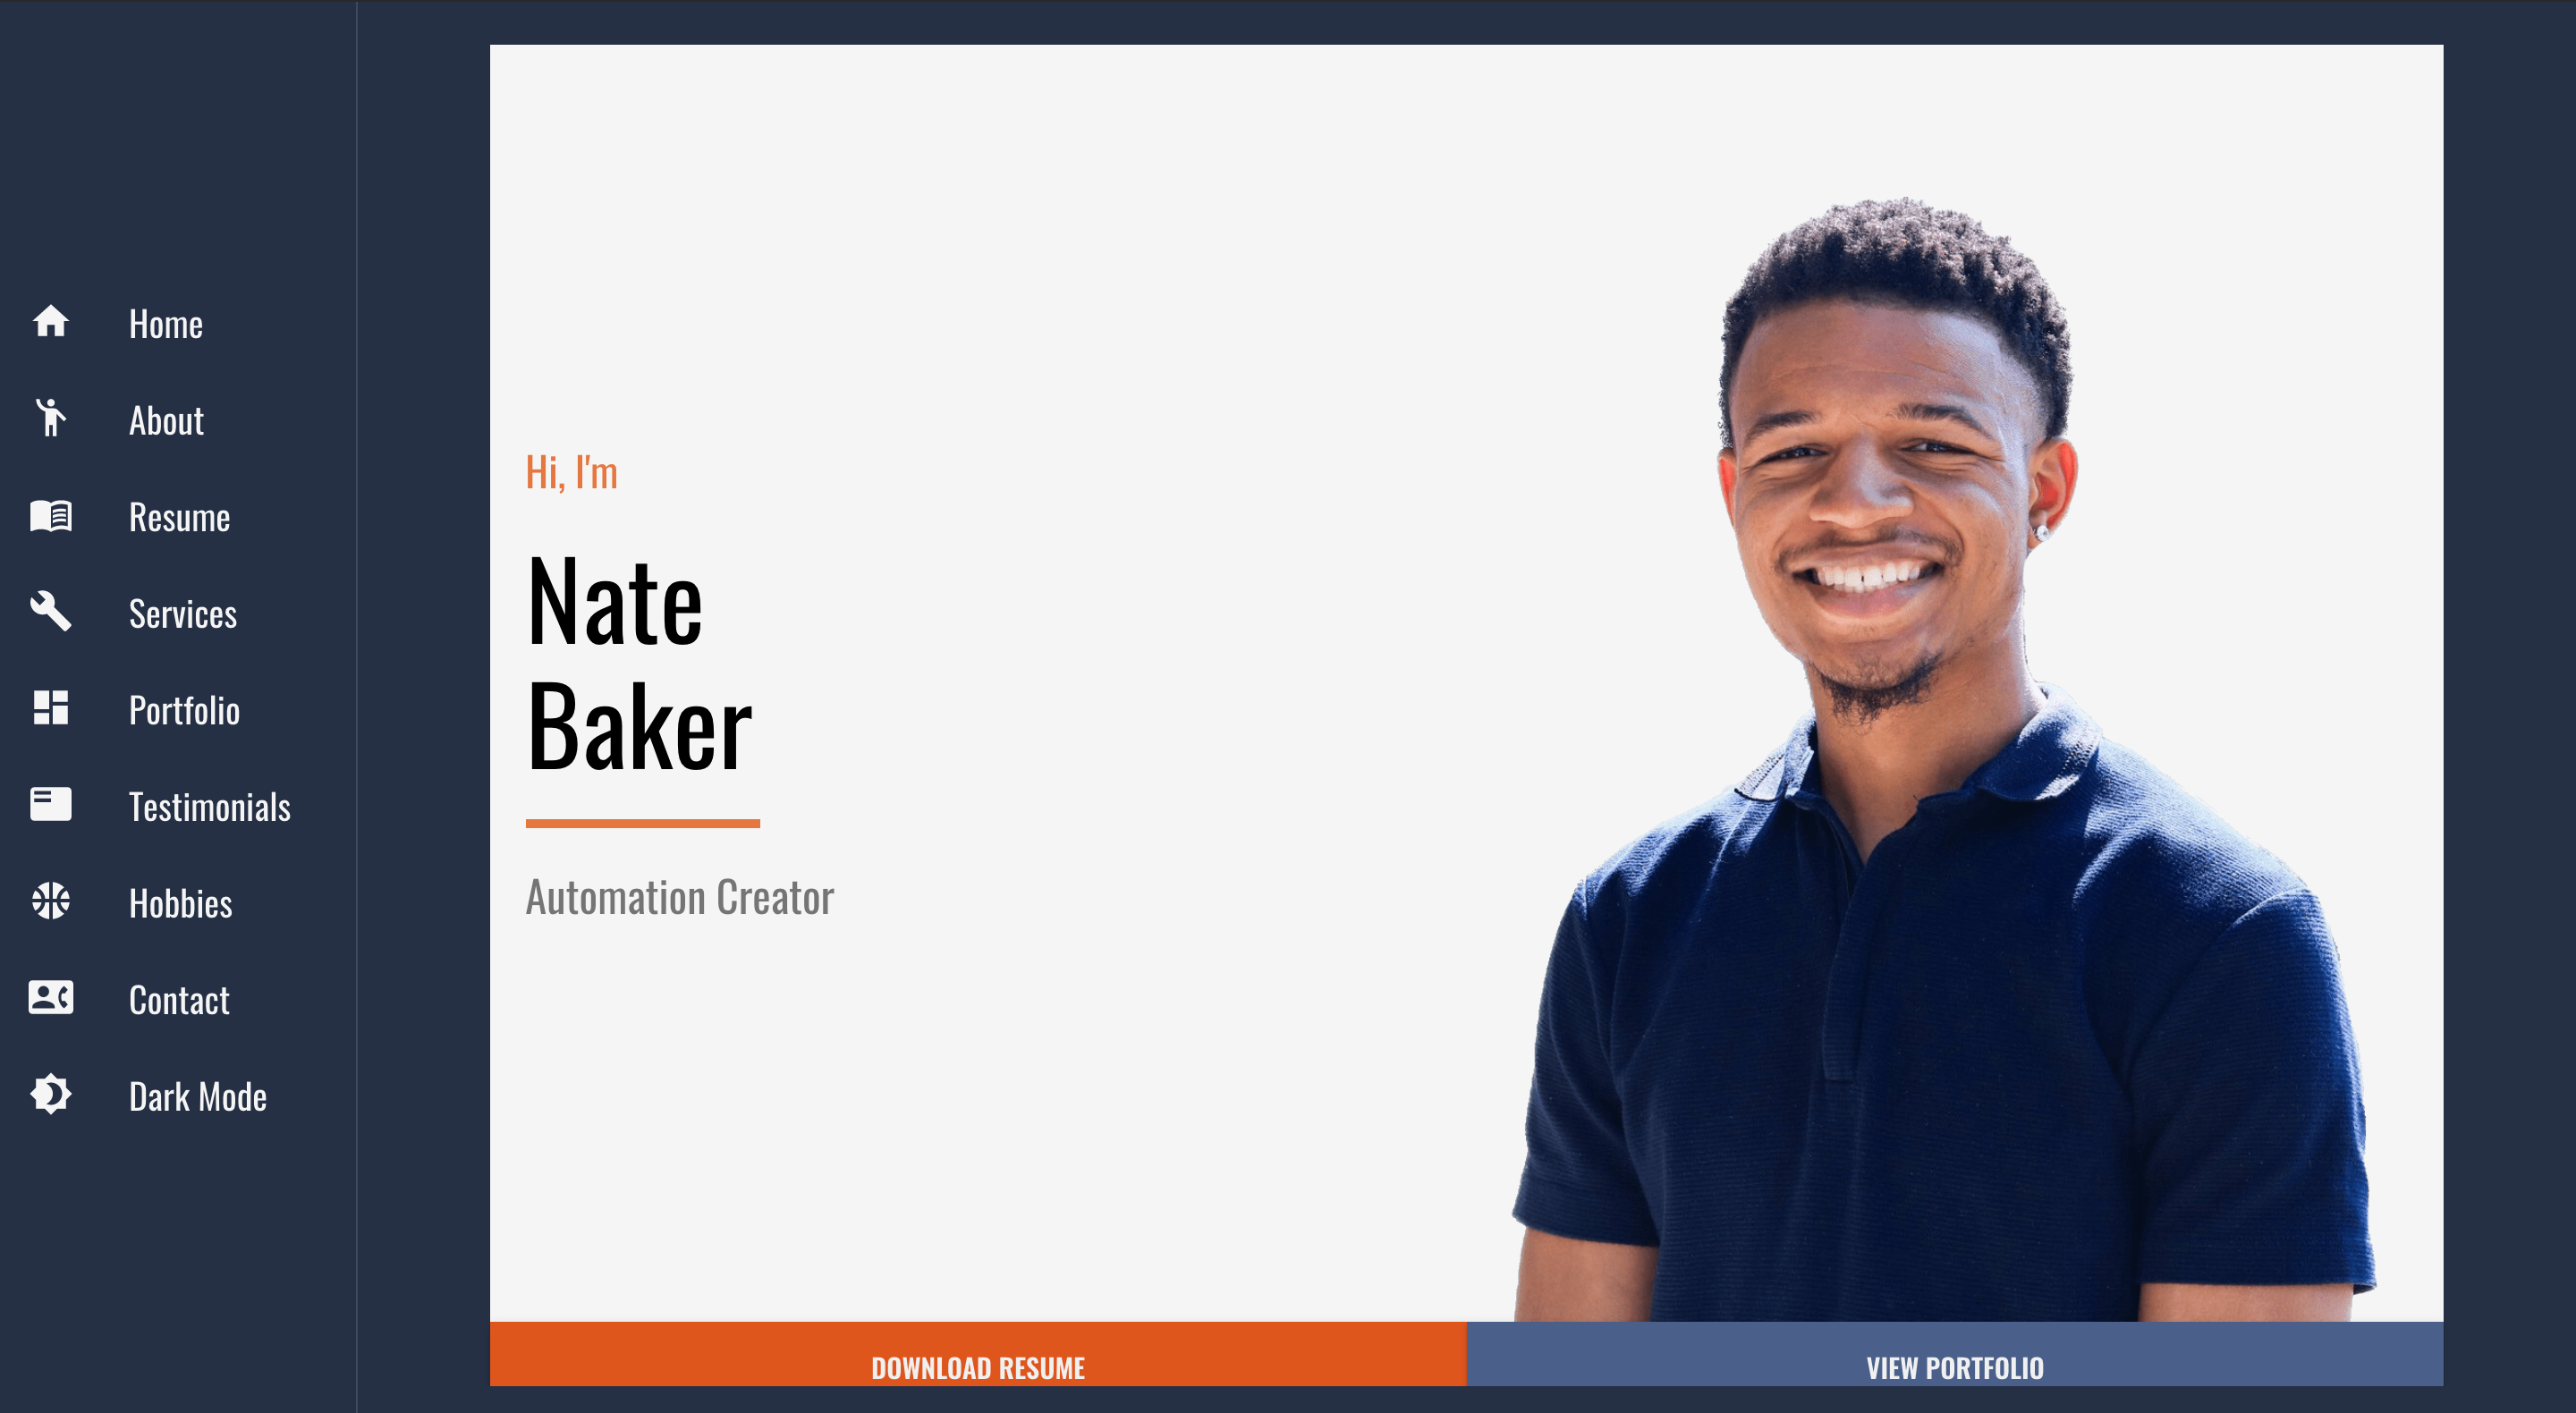 Home
About
Resume
Services
Portfolio
Testimonials
Hobbies
Contact
Dark Mode
Hi, I'm
Nate
Baker
Automation Creator
DOWNLOAD RESUME
VIEW PORTFOLIO